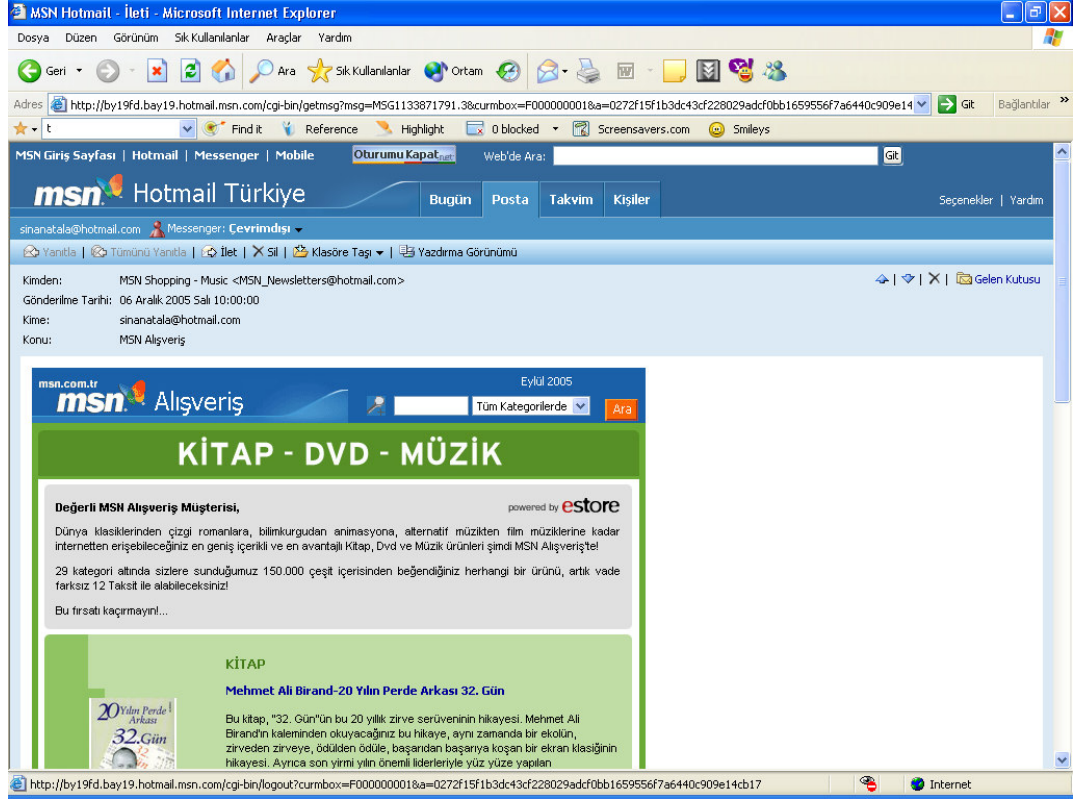 MSN Hotmail - İleti - Microsoft Internet Explorer
Dosya Düzen Görünüm Sık Kullanılanlar Araçlar Yardım
Geri Ara Sık Kullanılanlar Ortam
Adres http://by19fd.bay19.hotmail.msn.com/cgi-bin/getmsg?msg=MSG1133871791.3&curmbox=F000000001&a=0272f15f1b3dc43cf228029adcf0bb1659556f7a6440c909e14 Git Bağlantılar »
t Find it Reference Highlight 0 blocked Screensavers.com Smileys
MSN Giriş Sayfası | Hotmail | Messenger | Mobile Oturumu Kapat.net Web'de Ara: Git
msn Hotmail Türkiye Bugün Posta Takvim Kişiler Seçenekler | Yardım
sinanatala@hotmail.com Messenger: Çevrimdışı
Yanıtla | Tümünü Yanıtla | İlet | Sil | Klasöre Taşı | Yazdırma Görünümü
Kimden: MSN Shopping - Music <MSN_Newsletters@hotmail.com> | | | Gelen Kutusu
Gönderilme Tarihi: 06 Aralık 2005 Salı 10:00:00
Kime: sinanatala@hotmail.com
Konu: MSN Alışveriş
msn.com.tr Eylül 2005
msn Alışveriş Tüm Kategorilerde Ara
KİTAP - DVD - MÜZİK
Değerli MSN Alışveriş Müşterisi, powered by estore
Dünya klasiklerinden çizgi romanlara, bilimkurgudan animasyona, alternatif müzikten film müziklerine kadar
internetten erişebileceğiniz en geniş içerikli ve en avantajlı Kitap, Dvd ve Müzik ürünleri şimdi MSN Alışveriş'te!
29 kategori altında sizlere sunduğumuz 150.000 çeşit içerisinden beğendiğiniz herhangi bir ürünü, artık vade
farksız 12 Taksit ile alabileceksiniz!
Bu fırsatı kaçırmayın!...
KİTAP
Mehmet Ali Birand-20 Yılın Perde Arkası 32. Gün
20 Yılın Perde
Arkası
32.Gün
Bu kitap, "32. Gün"ün bu 20 yıllık zirve serüveninin hikayesi. Mehmet Ali
Birand'ın kaleminden okuyacağınız bu hikaye, aynı zamanda bir ekolün,
zirveden zirveye, ödülden ödüle, başarıdan başarıya koşan bir ekran klasiğinin
hikayesi. Ayrıca son yirmi yılın önemli liderleriyle yüz yüze yapılan
http://by19fd.bay19.hotmail.msn.com/cgi-bin/logout?curmbox=F000000001&a=0272f15f1b3dc43cf228029adcf0bb1659556f7a6440c909e14cb17 Internet